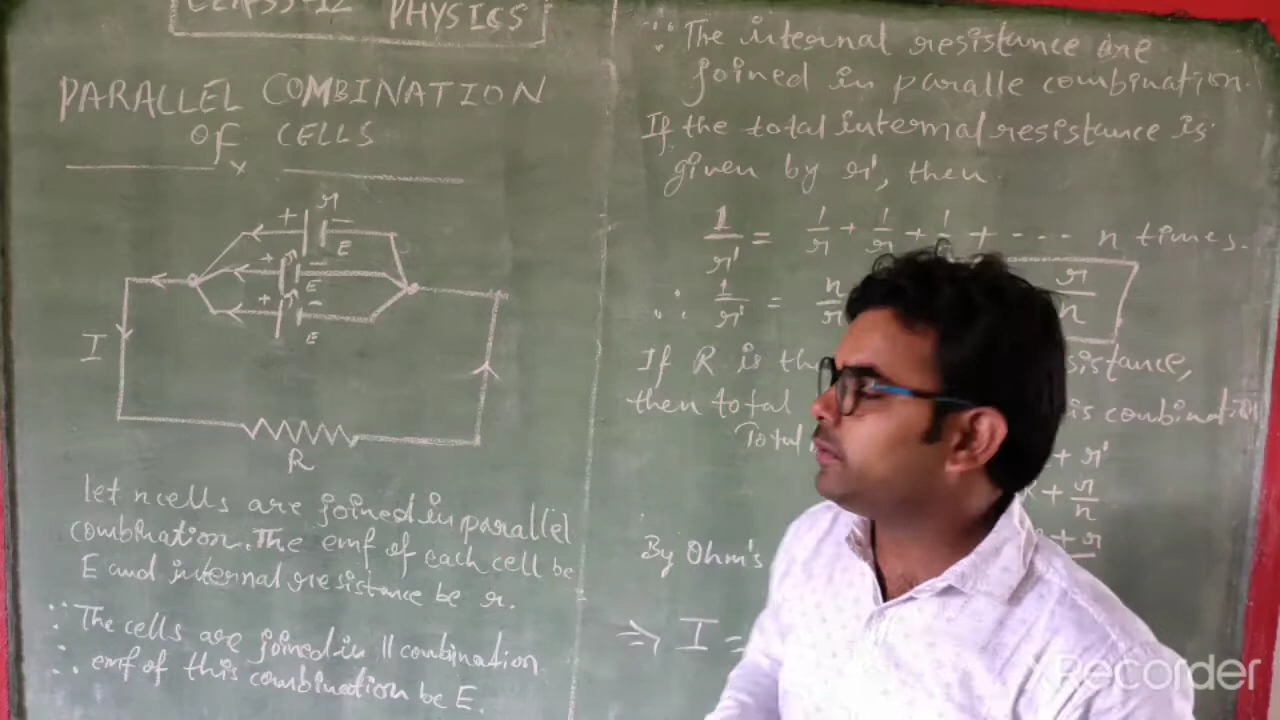 CLASS-12 PHYSICS
PARALLEL COMBINATION
OF CELLS
x
+ r -
E
+ r -
E
+ r -
E
I
R
let n cells are joined in parallel
combination. The emf of each cell be
E and internal resistance be r.
∵ The cells are joined in || combination
∴ emf of this combination be E.
∵ The internal resistance are
joined in paralle combination.
If the total internal resistance is
given by r', then
1/r' = 1/r + 1/r + 1/r + ---- n times.
∴ 1/r' = n/r r/n
If R is the sistance,
then total is combination
Total
+ r'
+ r/n
+ r
By Ohm's
⇒ I =
XRecorder